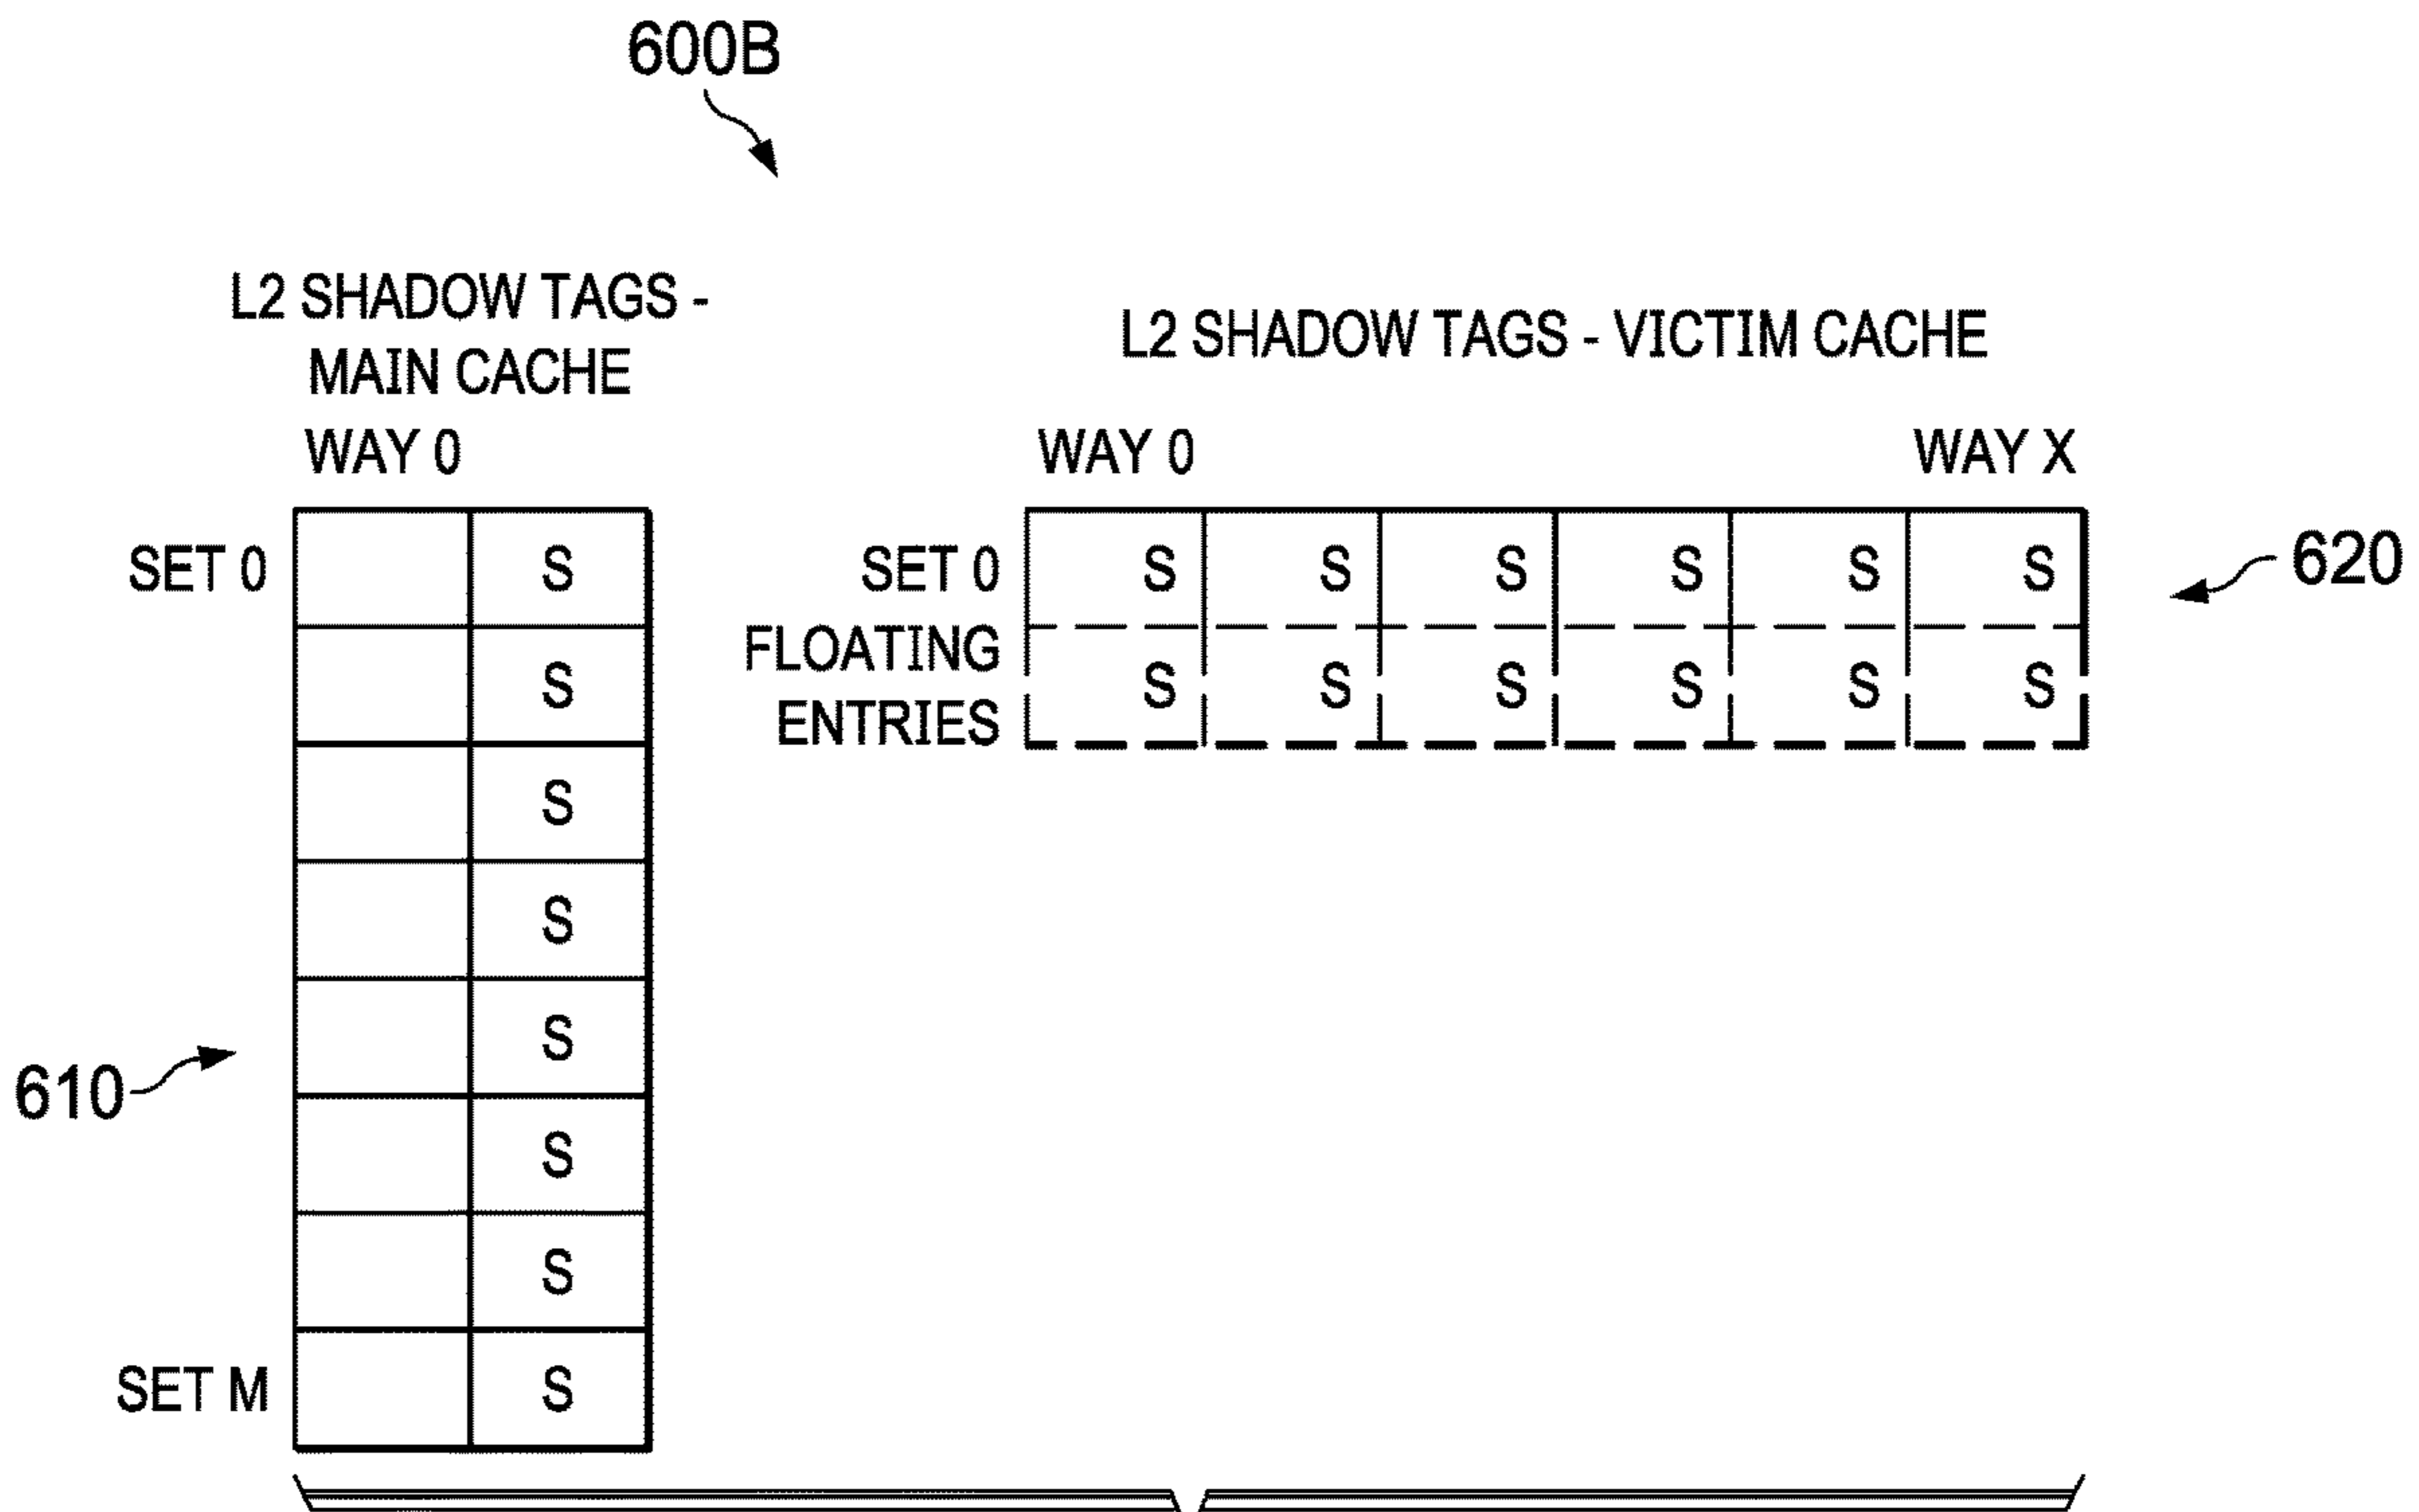 600B
L2 SHADOW TAGS -
MAIN CACHE
WAY 0
L2 SHADOW TAGS - VICTIM CACHE
WAY 0 WAY X
SET 0 S
S
S
S
S
S
S
SET M S
610
SET 0 S S S S S S
FLOATING
ENTRIES S S S S S S
620